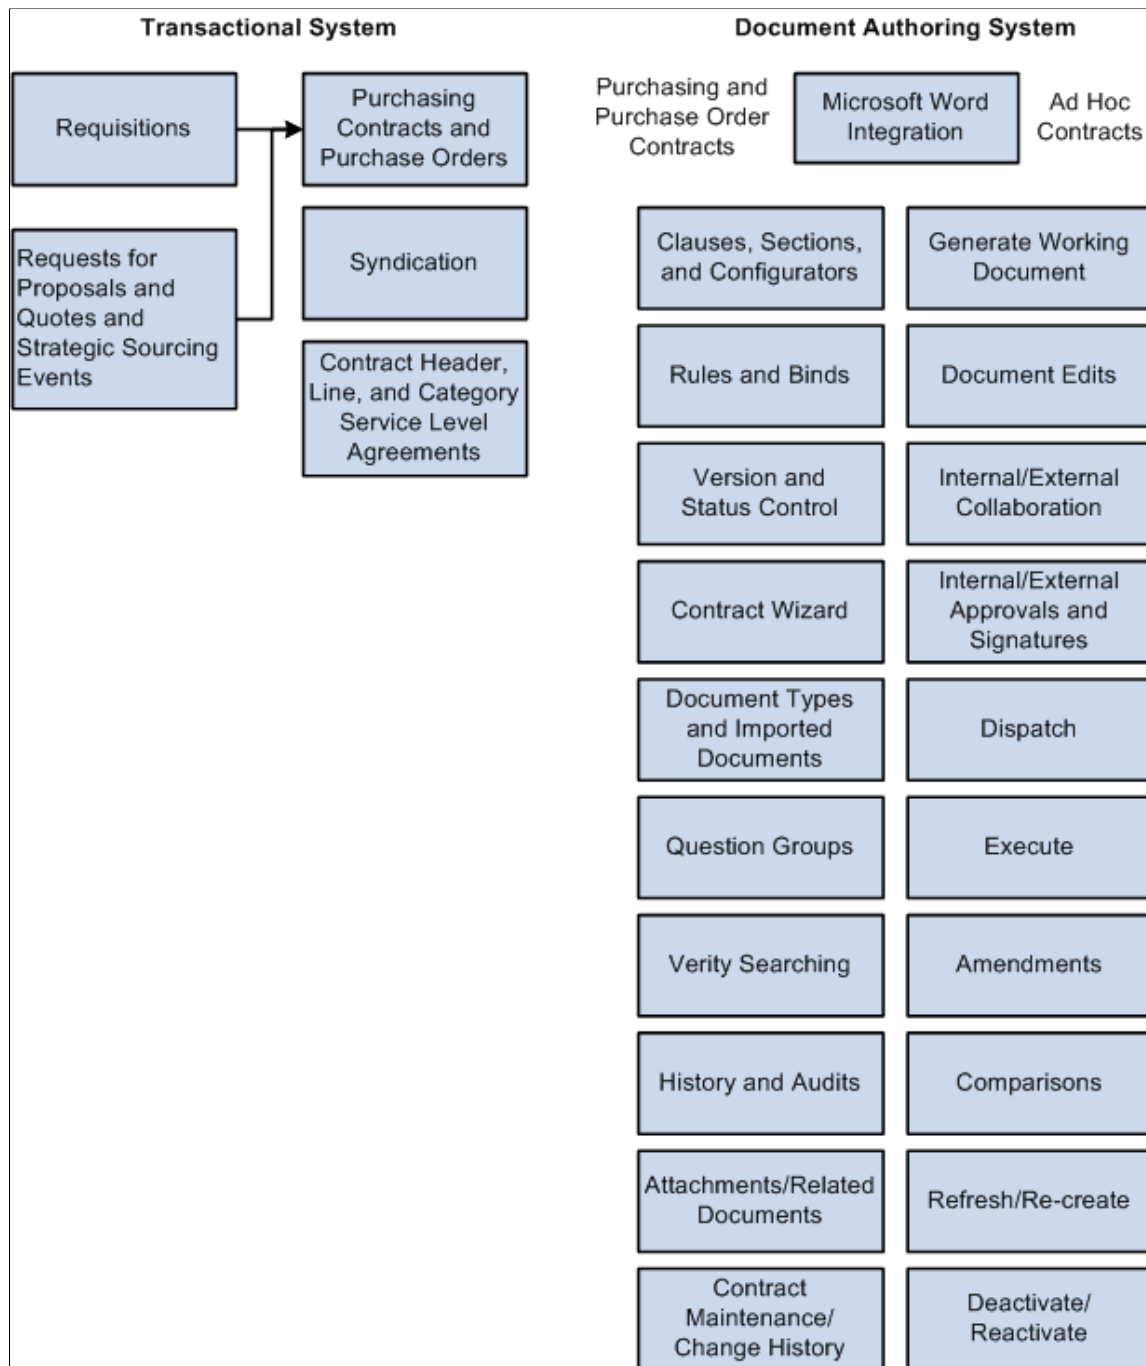 Transactional System
Requisitions
Purchasing
Contracts and
Purchase Orders
Requests for
Proposals and
Quotes and
Strategic Sourcing
Events
Syndication
Contract Header,
Line, and Category
Service Level
Agreements
Document Authoring System
Purchasing and
Purchase Order
Contracts
Microsoft Word
Integration
Ad Hoc
Contracts
Clauses, Sections,
and Configurators
Generate Working
Document
Rules and Binds
Document Edits
Version and
Status Control
Internal/External
Collaboration
Contract Wizard
Internal/External
Approvals and
Signatures
Document Types
and Imported
Documents
Dispatch
Question Groups
Execute
Verity Searching
Amendments
History and Audits
Comparisons
Attachments/Related
Documents
Refresh/Re-create
Contract
Maintenance/
Change History
Deactivate/
Reactivate